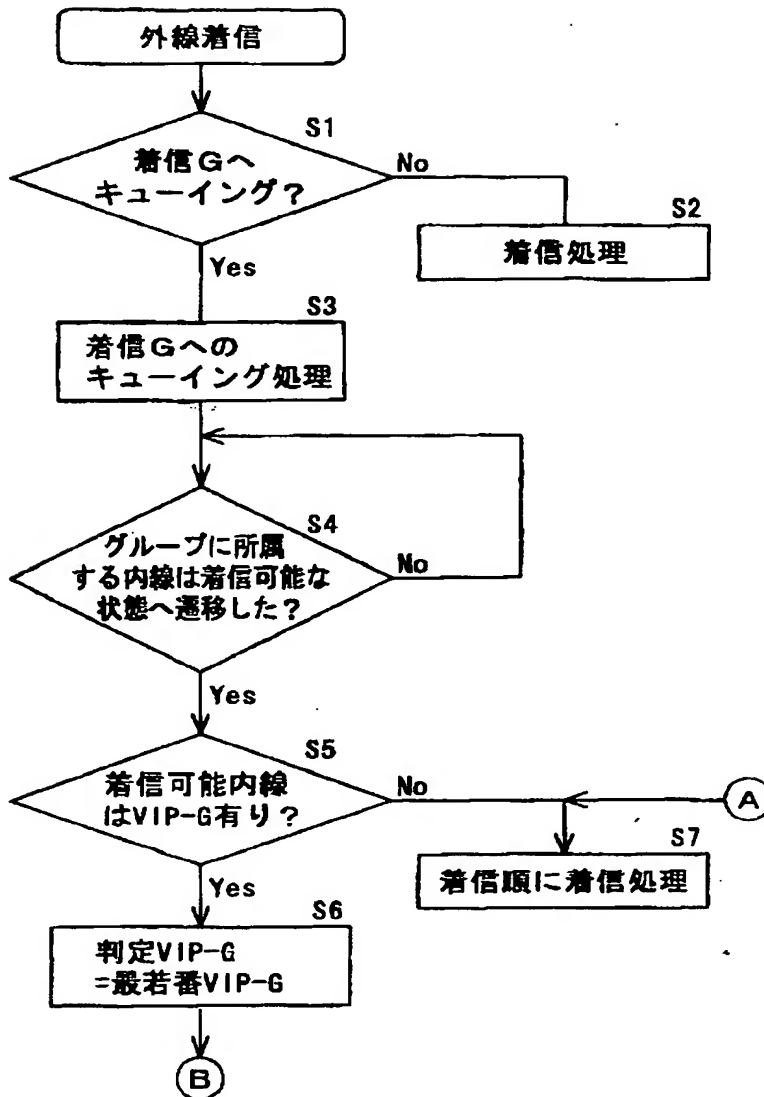 外線着信
S1
着信Gへ
キューイング？
No
S2
着信処理
Yes
S3
着信Gへの
キューイング処理
S4
グループに所属
する内線は着信可能な
状態へ遷移した？
No
Yes
S5
着信可能内線
はVIP-G有り？
No
A
S7
着信順に着信処理
Yes
S6
判定VIP-G
=最若番VIP-G
B